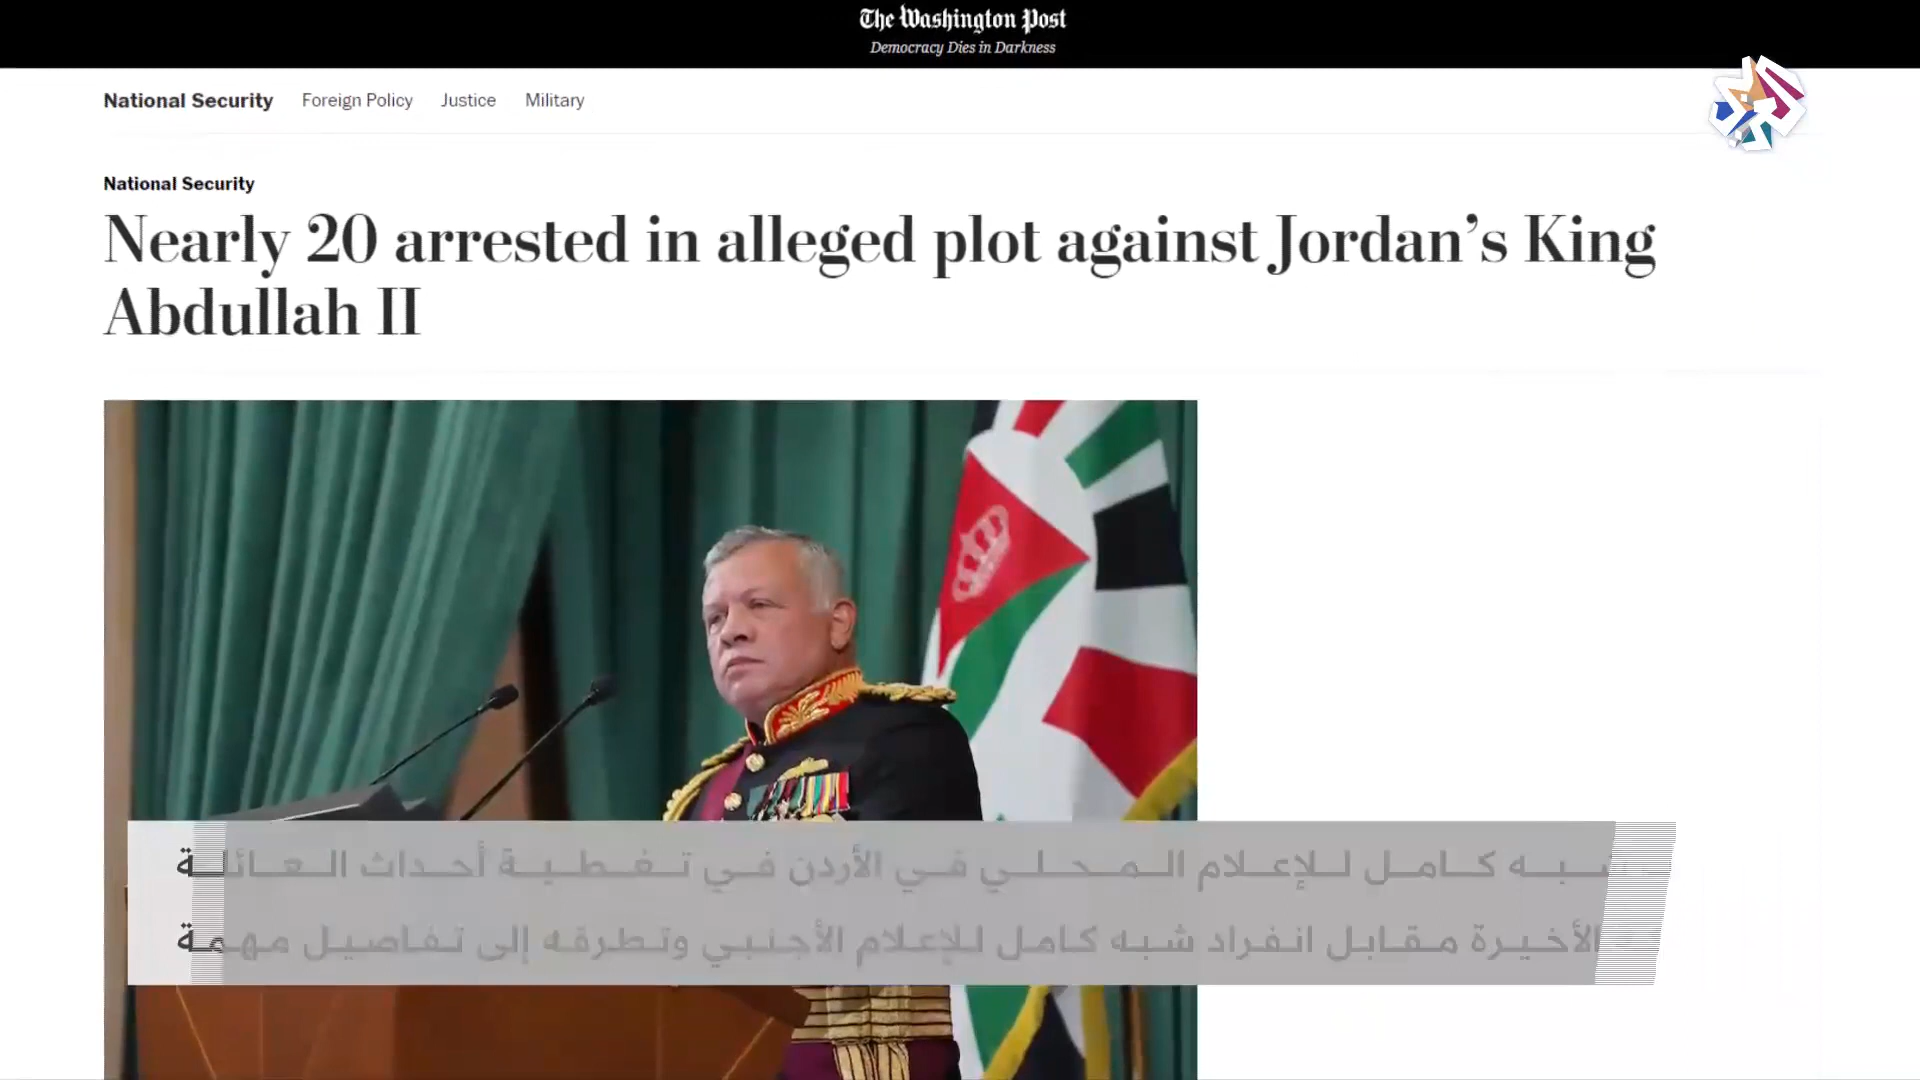 The Washington Post
Democracy Dies in Darkness
National Security Foreign Policy Justice Military
National Security
Nearly 20 arrested in alleged plot against Jordan’s King
Abdullah II
شبه كامل للإعلام المحلي في الأردن في تغطية أحداث العائلة
الأخيرة مقابل انفراد شبه كامل للإعلام الأجنبي وتطرقه إلى تفاصيل مهمة